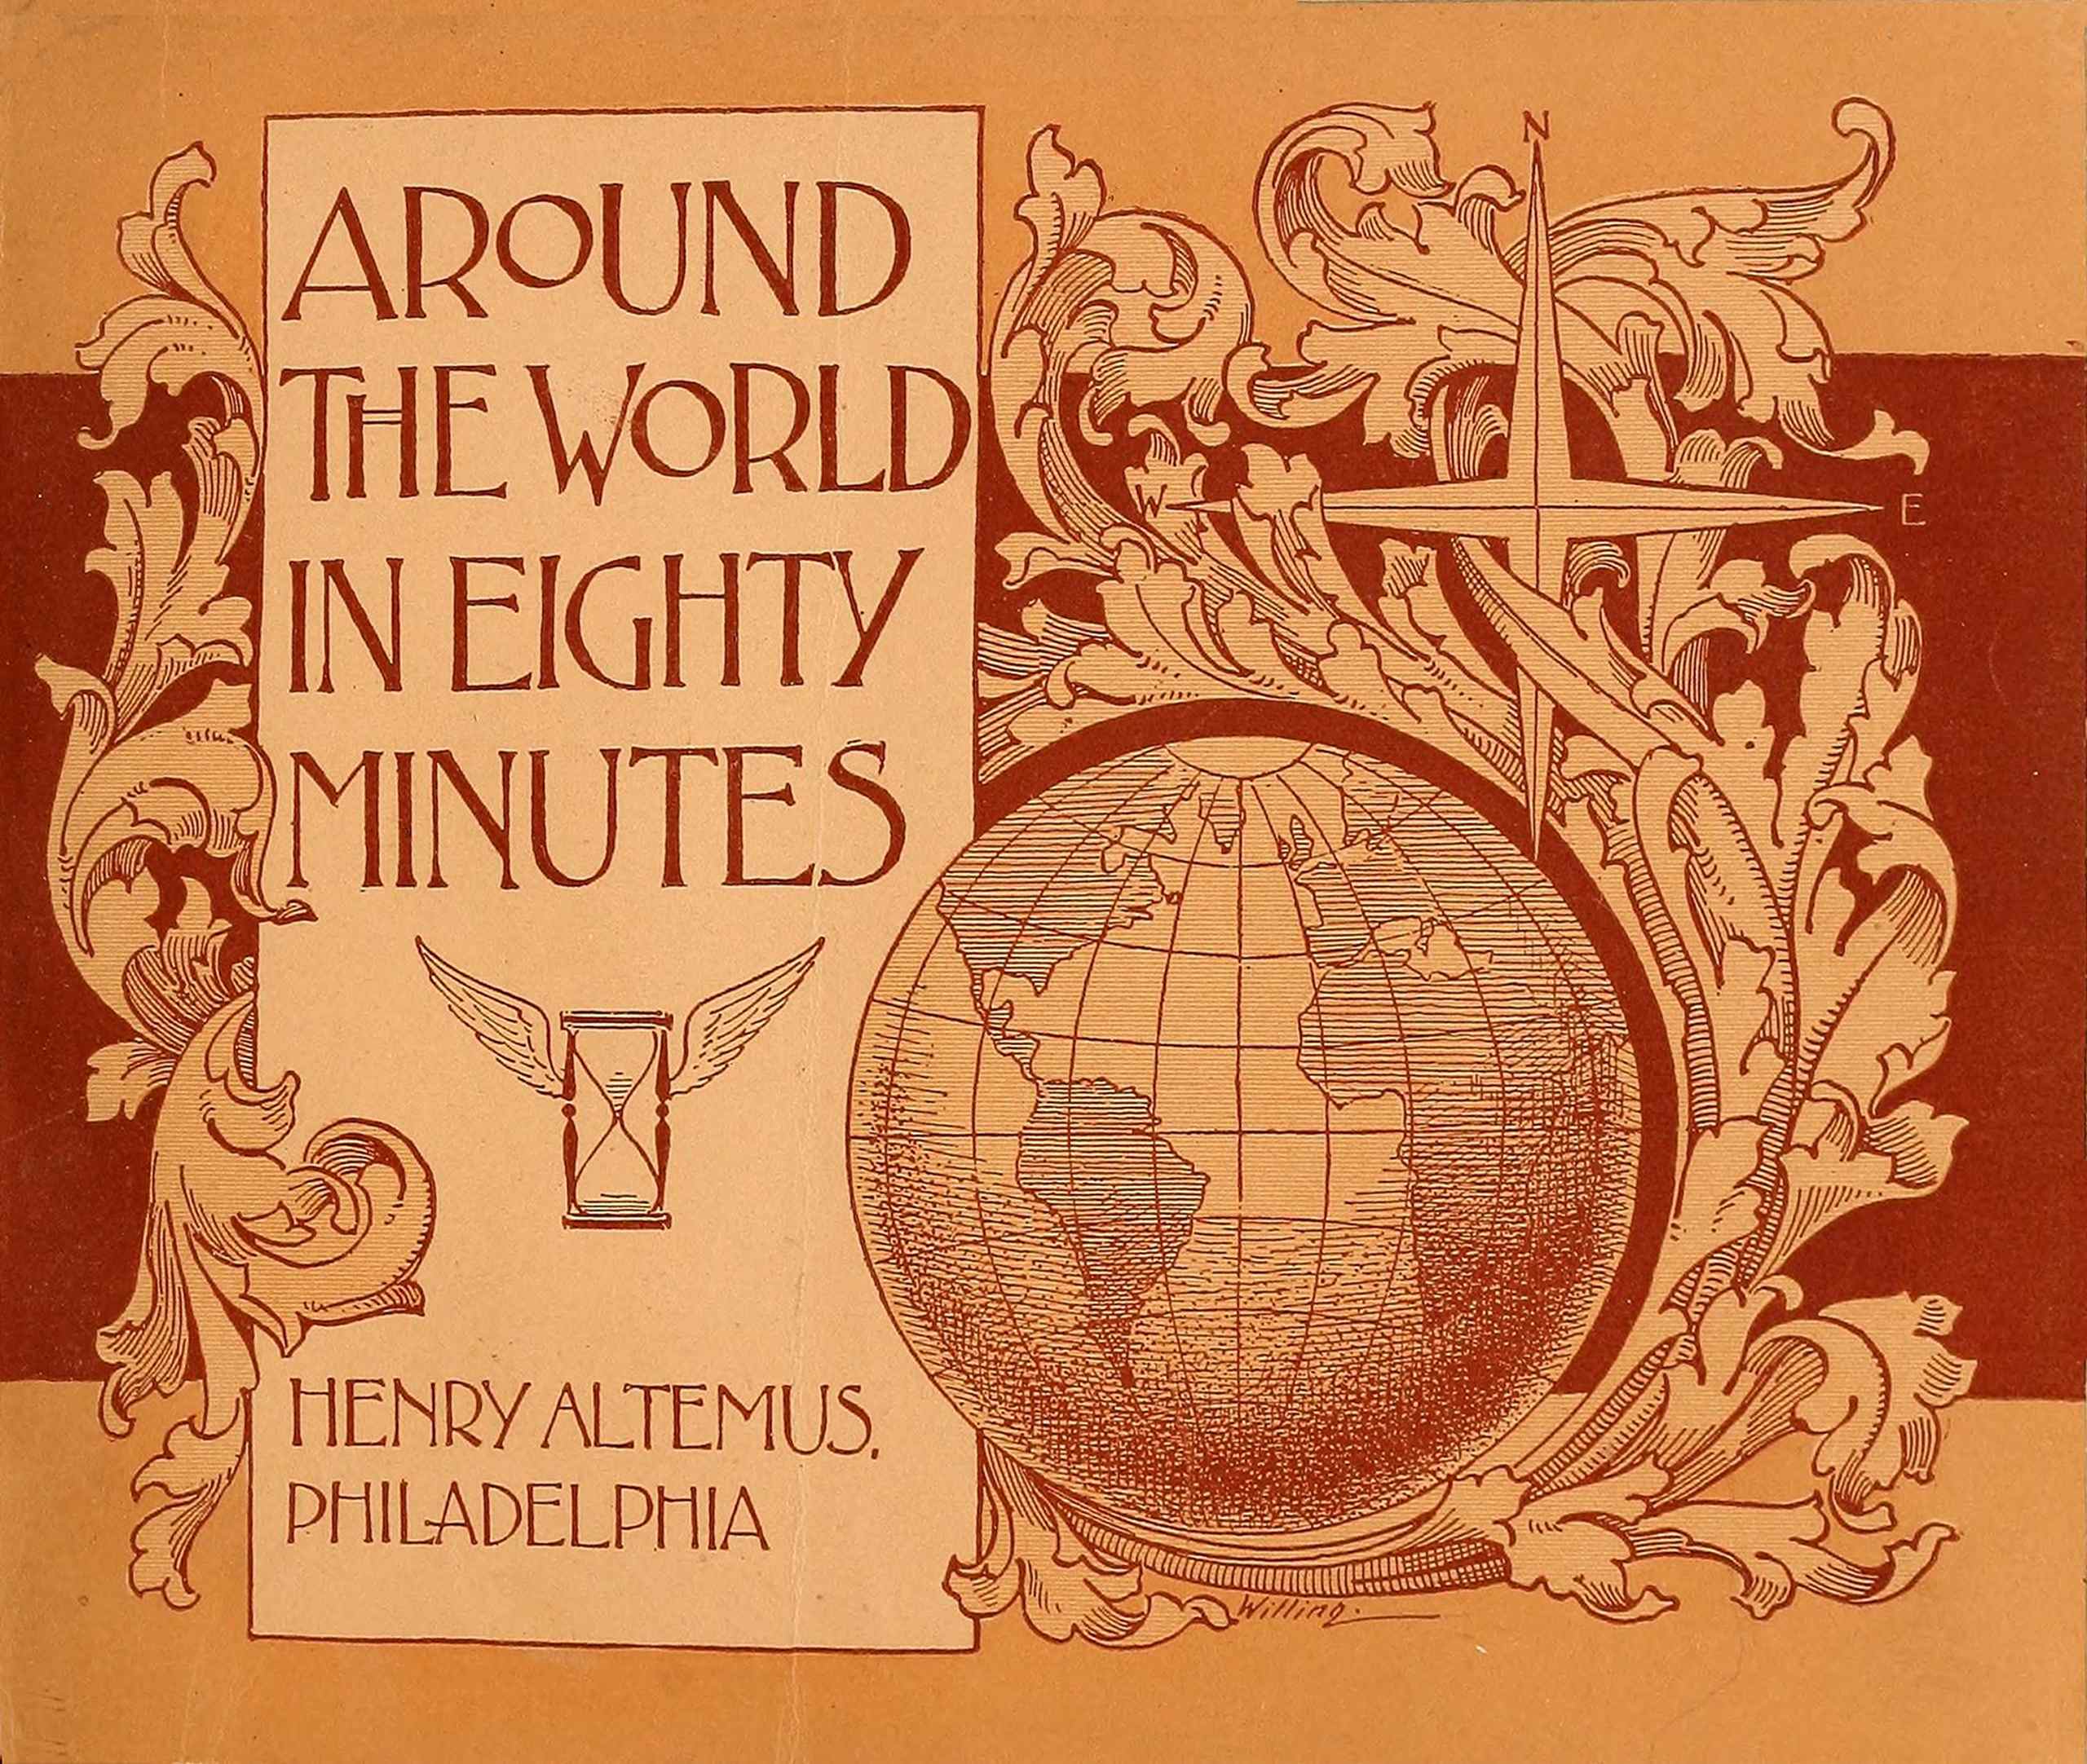 AROUND
THE WORLD
IN EIGHTY
MINUTES
HENRY ALTEMUS.
PHILADELPHIA
N
W
E
Willing.